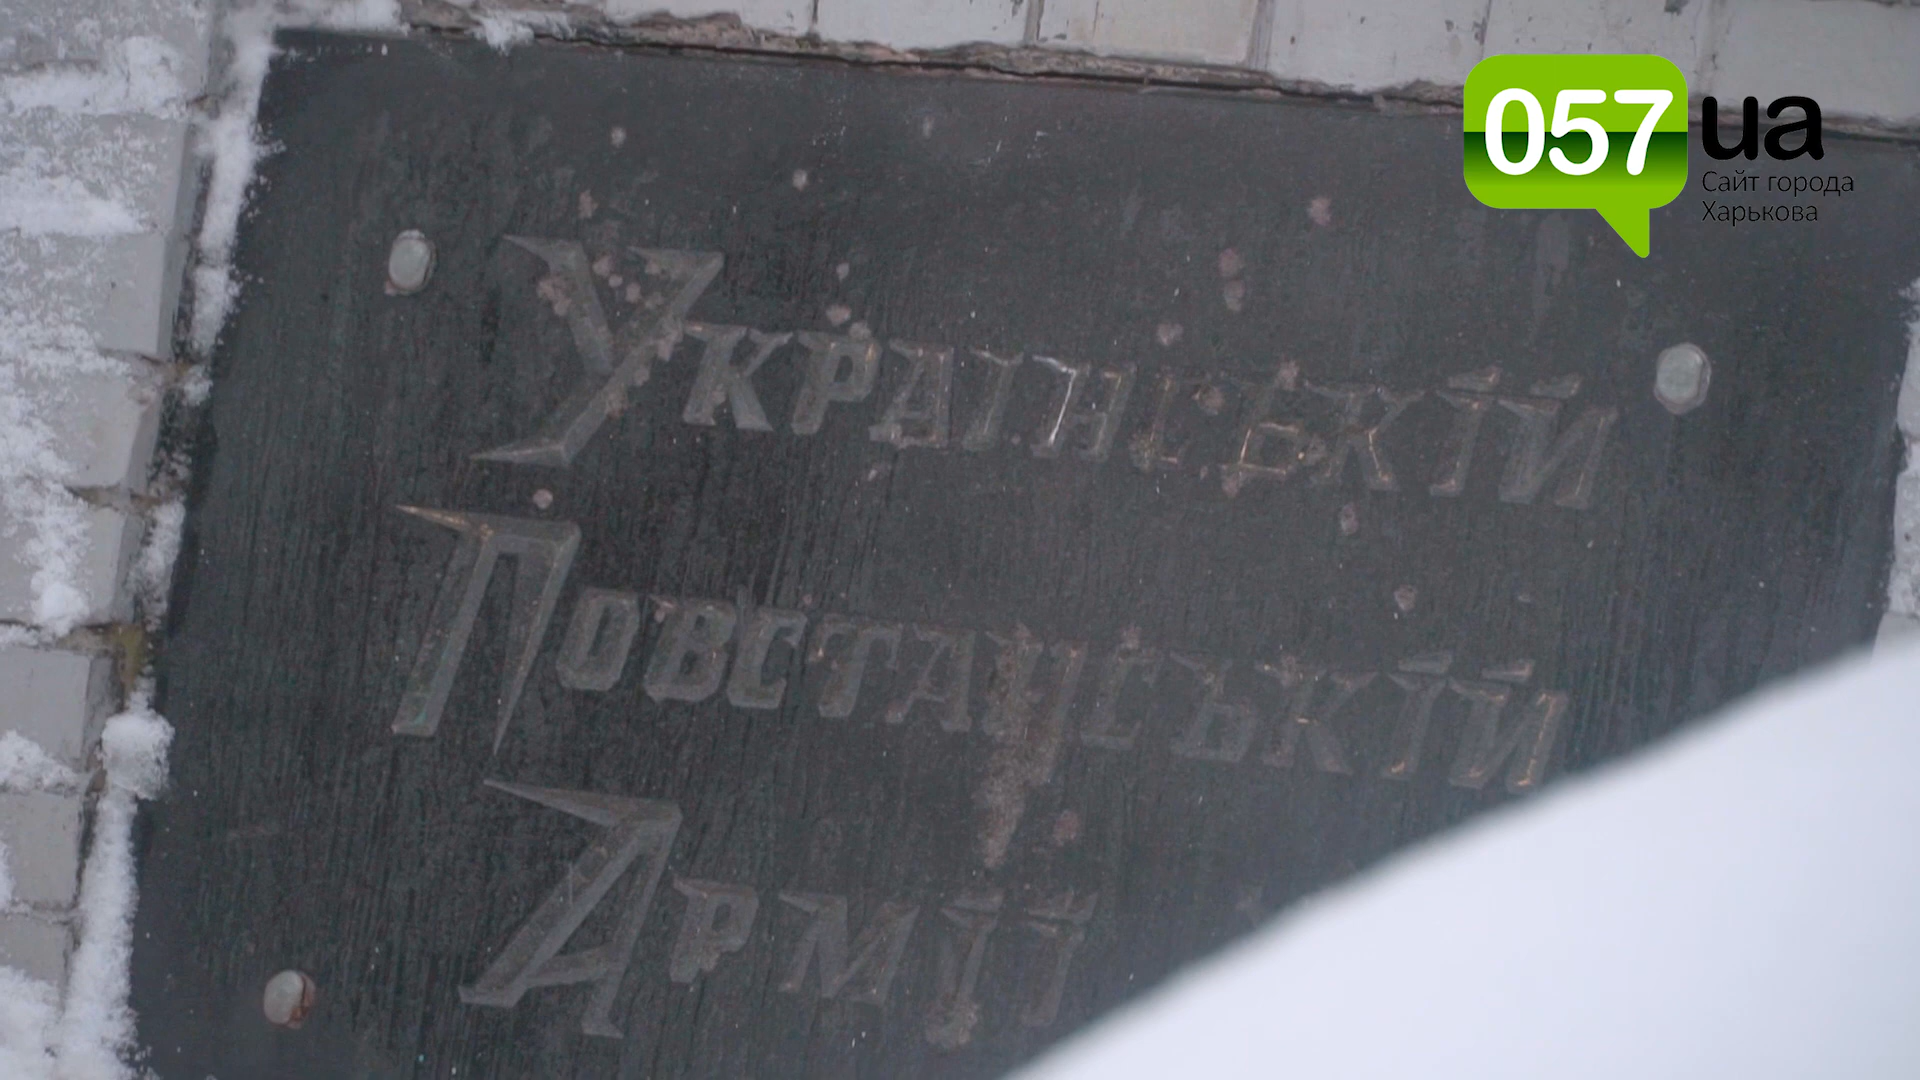 057 ua
Сайт города
Харькова
Українській
Повстанській
Армії